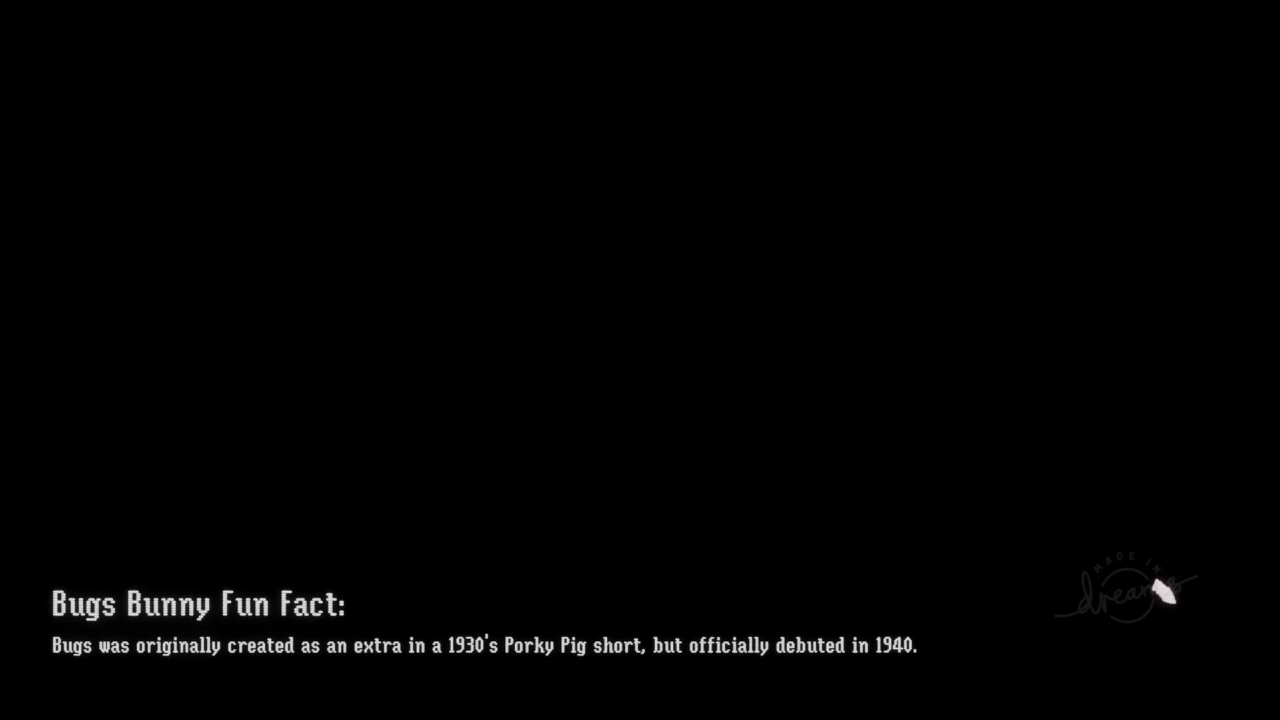 MADE IN
dreams
Bugs Bunny Fun Fact:
Bugs was originally created as an extra in a 1930's Porky Pig short, but officially debuted in 1940.